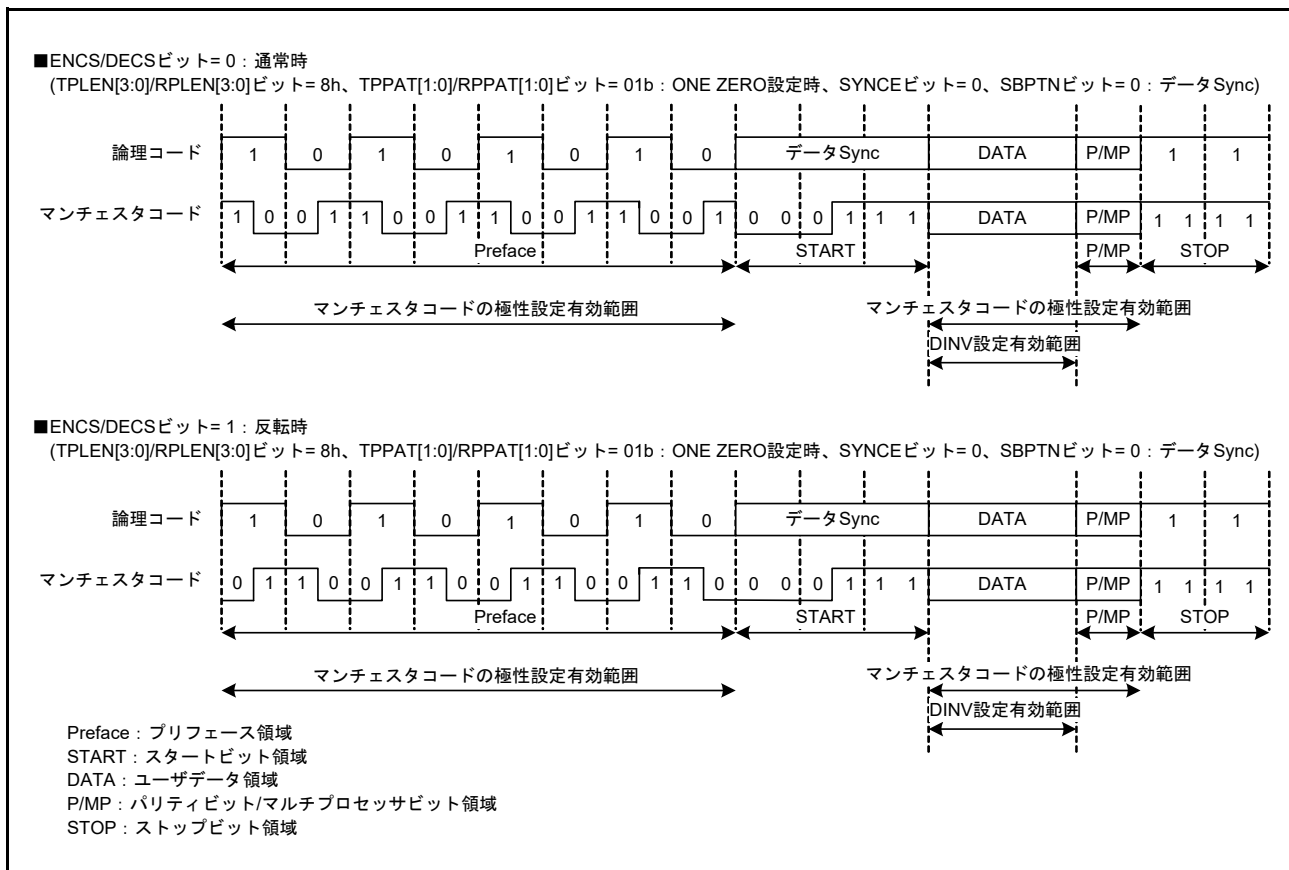 ■ENCS/DECSビット= 0：通常時
(TPLEN[3:0]/RPLEN[3:0]ビット= 8h、TPPAT[1:0]/RPPAT[1:0]ビット= 01b：ONE ZERO設定時、SYNCEビット= 0、SBPTNビット= 0：データSync)
論理コード 1 0 1 0 1 0 1 0 データSync DATA P/MP 1 1
マンチェスタコード 1 0 0 1 1 0 0 1 1 0 0 1 1 0 0 1 0 0 0 1 1 1 DATA P/MP 1 1 1 1
Preface START P/MP STOP
マンチェスタコードの極性設定有効範囲 マンチェスタコードの極性設定有効範囲
DINV設定有効範囲
■ENCS/DECSビット= 1：反転時
(TPLEN[3:0]/RPLEN[3:0]ビット= 8h、TPPAT[1:0]/RPPAT[1:0]ビット= 01b：ONE ZERO設定時、SYNCEビット= 0、SBPTNビット= 0：データSync)
論理コード 1 0 1 0 1 0 1 0 データSync DATA P/MP 1 1
マンチェスタコード 0 1 1 0 0 1 1 0 0 1 1 0 0 1 1 0 0 0 0 1 1 1 DATA P/MP 1 1 1 1
Preface START P/MP STOP
マンチェスタコードの極性設定有効範囲 マンチェスタコードの極性設定有効範囲
DINV設定有効範囲
Preface：プリフェース領域
START：スタートビット領域
DATA：ユーザデータ領域
P/MP：パリティビット/マルチプロセッサビット領域
STOP：ストップビット領域